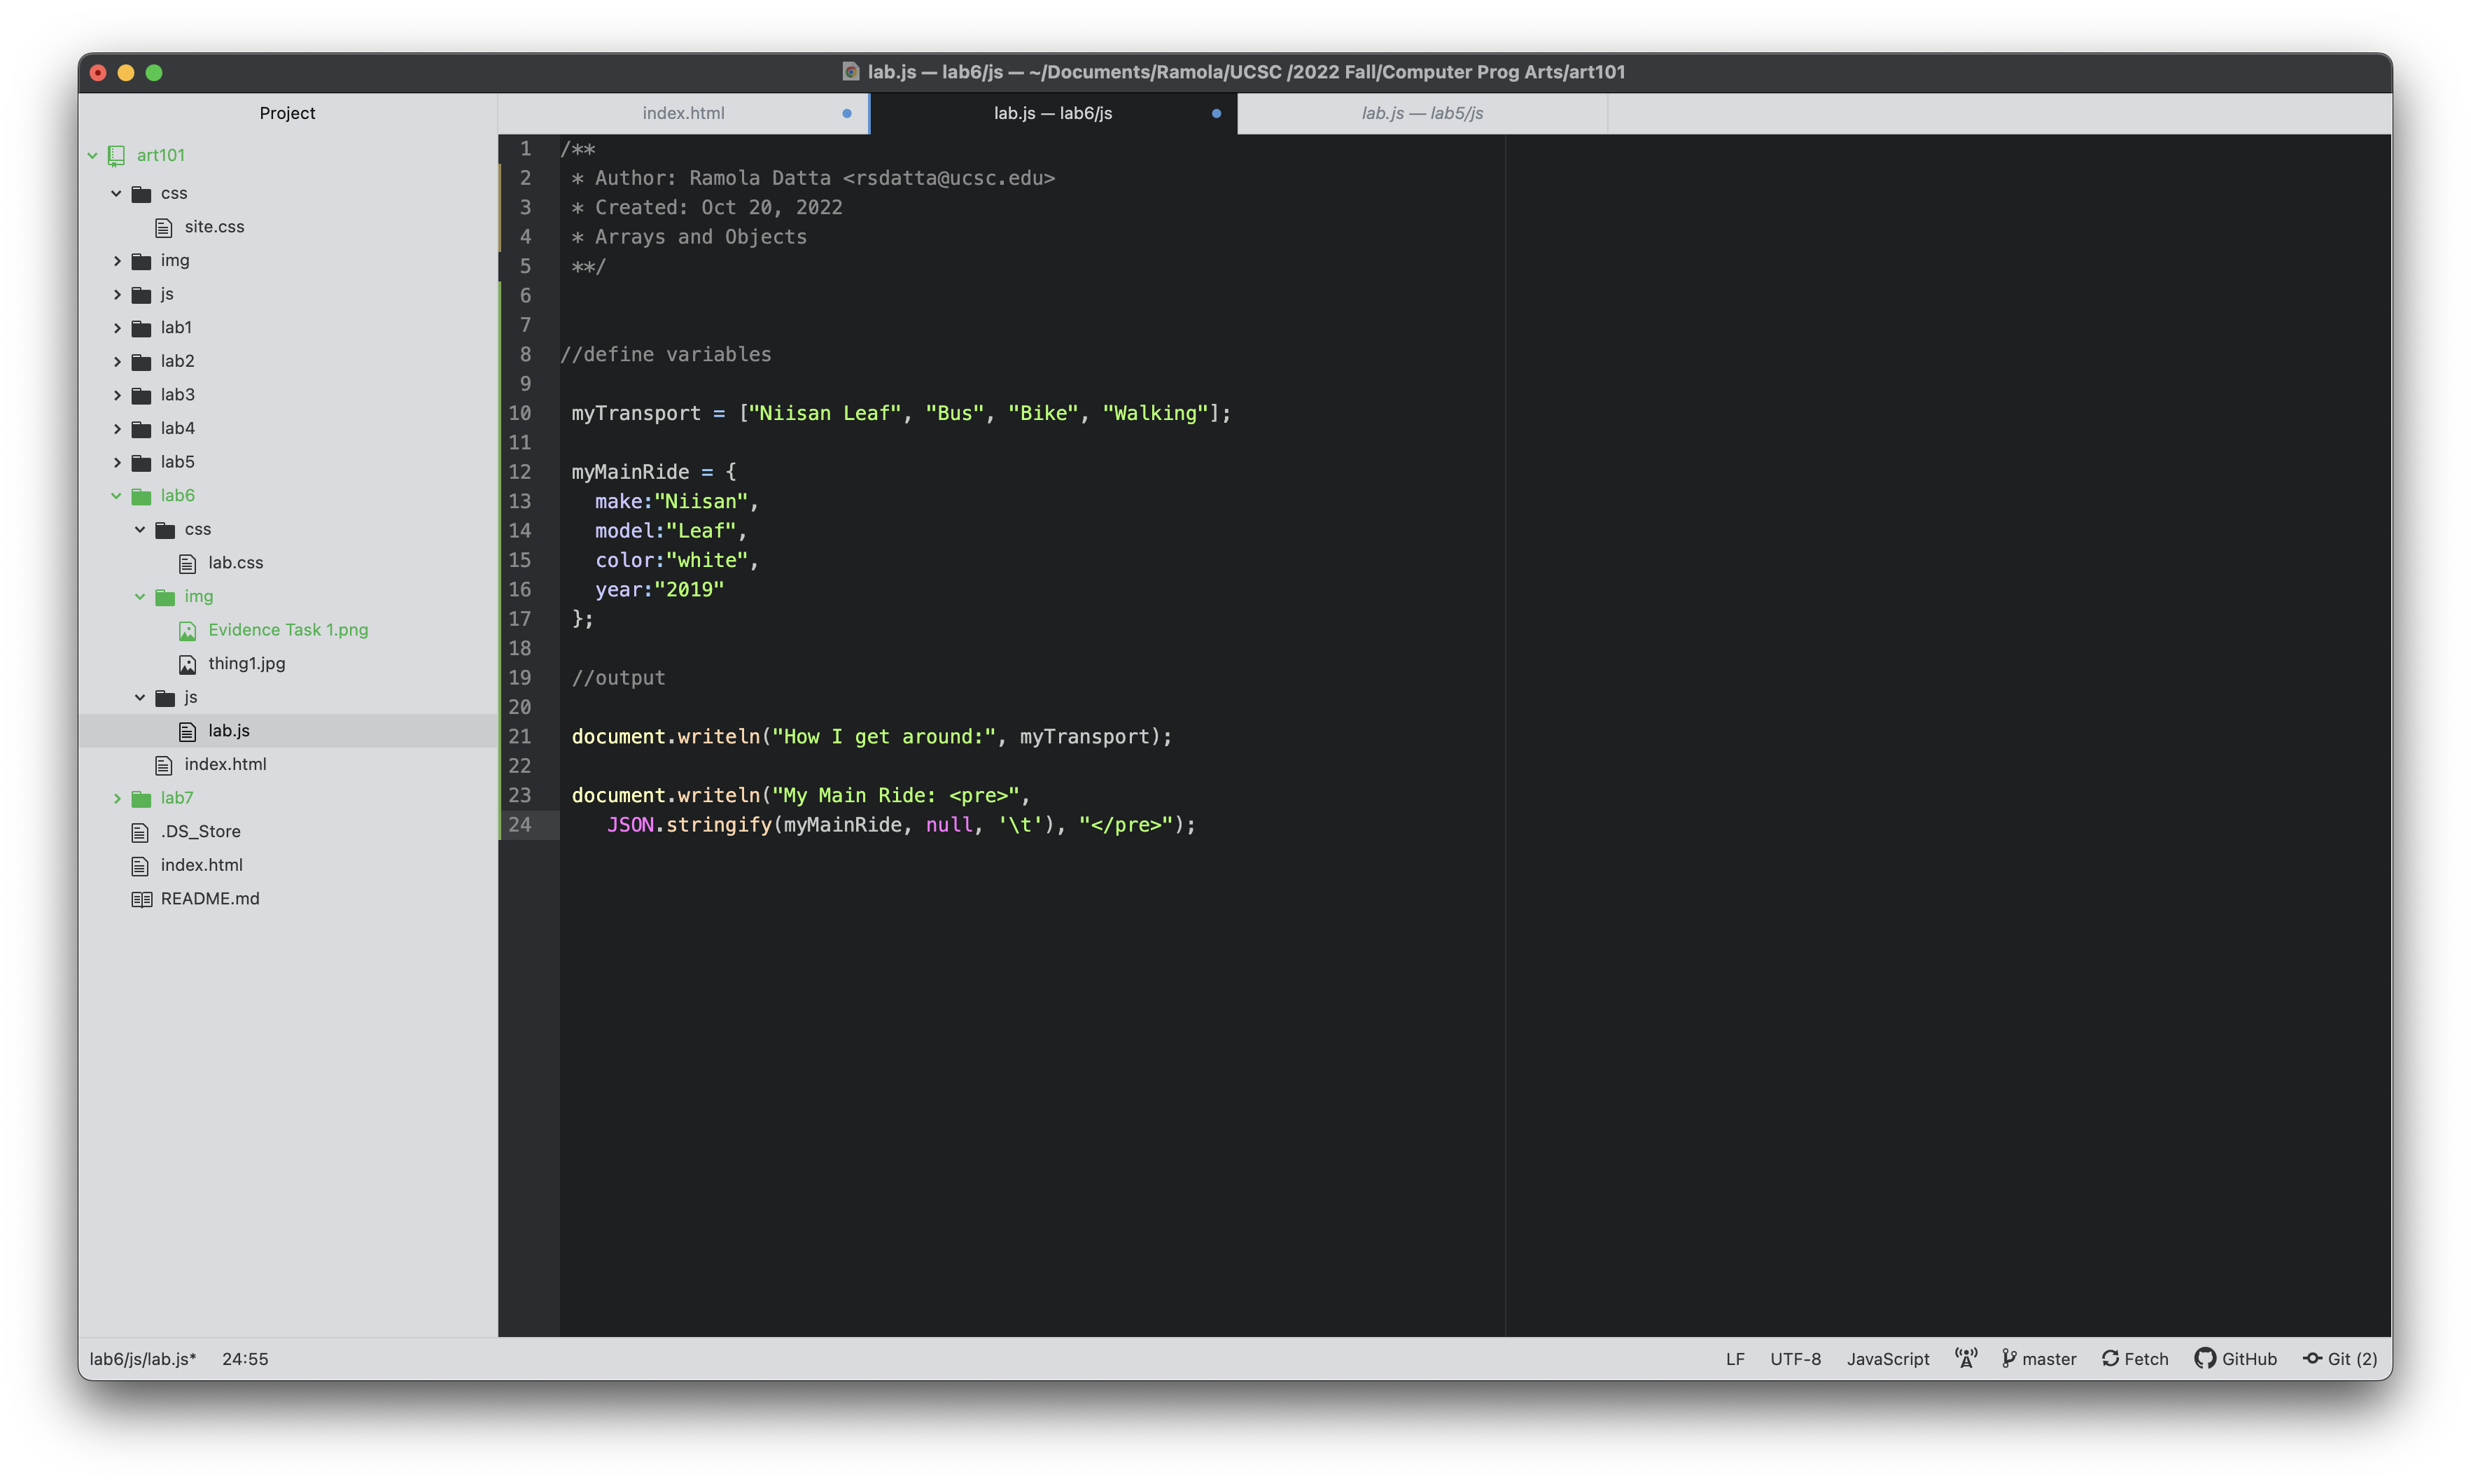 lab.js — lab6/js — ~/Documents/Ramola/UCSC /2022 Fall/Computer Prog Arts/art101
Project
art101
css
site.css
img
js
lab1
lab2
lab3
lab4
lab5
lab6
css
lab.css
img
Evidence Task 1.png
thing1.jpg
js
lab.js
index.html
lab7
.DS_Store
index.html
README.md
index.html
lab.js — lab6/js
lab.js — lab5/js
1 /**
2 * Author: Ramola Datta <rsdatta@ucsc.edu>
3 * Created: Oct 20, 2022
4 * Arrays and Objects
5 **/
6
7
8 //define variables
9
10 myTransport = ["Niisan Leaf", "Bus", "Bike", "Walking"];
11
12 myMainRide = {
13 make:"Niisan",
14 model:"Leaf",
15 color:"white",
16 year:"2019"
17 };
18
19 //output
20
21 document.writeln("How I get around:", myTransport);
22
23 document.writeln("My Main Ride: <pre>",
24 JSON.stringify(myMainRide, null, '\t'), "</pre>");
lab6/js/lab.js* 24:55 LF UTF-8 JavaScript master Fetch GitHub Git (2)